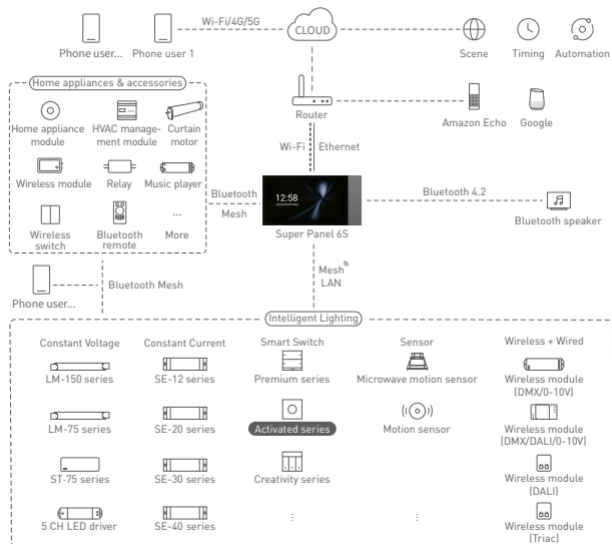 Wi-Fi/4G/5G
CLOUD
Phone user... Phone user 1
Scene Timing Automation
Home appliances & accessories
Router
Amazon Echo Google
Home appliance module
HVAC manage-
ment module
Curtain
motor
Wi-Fi Ethernet
Wireless module Relay Music player
Bluetooth
Mesh
12:58
Bluetooth 4.2
Bluetooth speaker
Super Panel 6S
Wireless
switch
Bluetooth
remote
...
More
Mesh
LAN
Bluetooth Mesh
Phone user...
Intelligent Lighting
Constant Voltage Constant Current Smart Switch Sensor Wireless + Wired
LM-150 series SE-12 series Premium series Microwave motion sensor Wireless module
(DMX/0-10V)
LM-75 series SE-20 series Activated series Motion sensor Wireless module
(DMX/DALI/0-10V)
ST-75 series SE-30 series Creativity series Wireless module
(DALI)
5 CH LED driver SE-40 series Wireless module
(Triac)